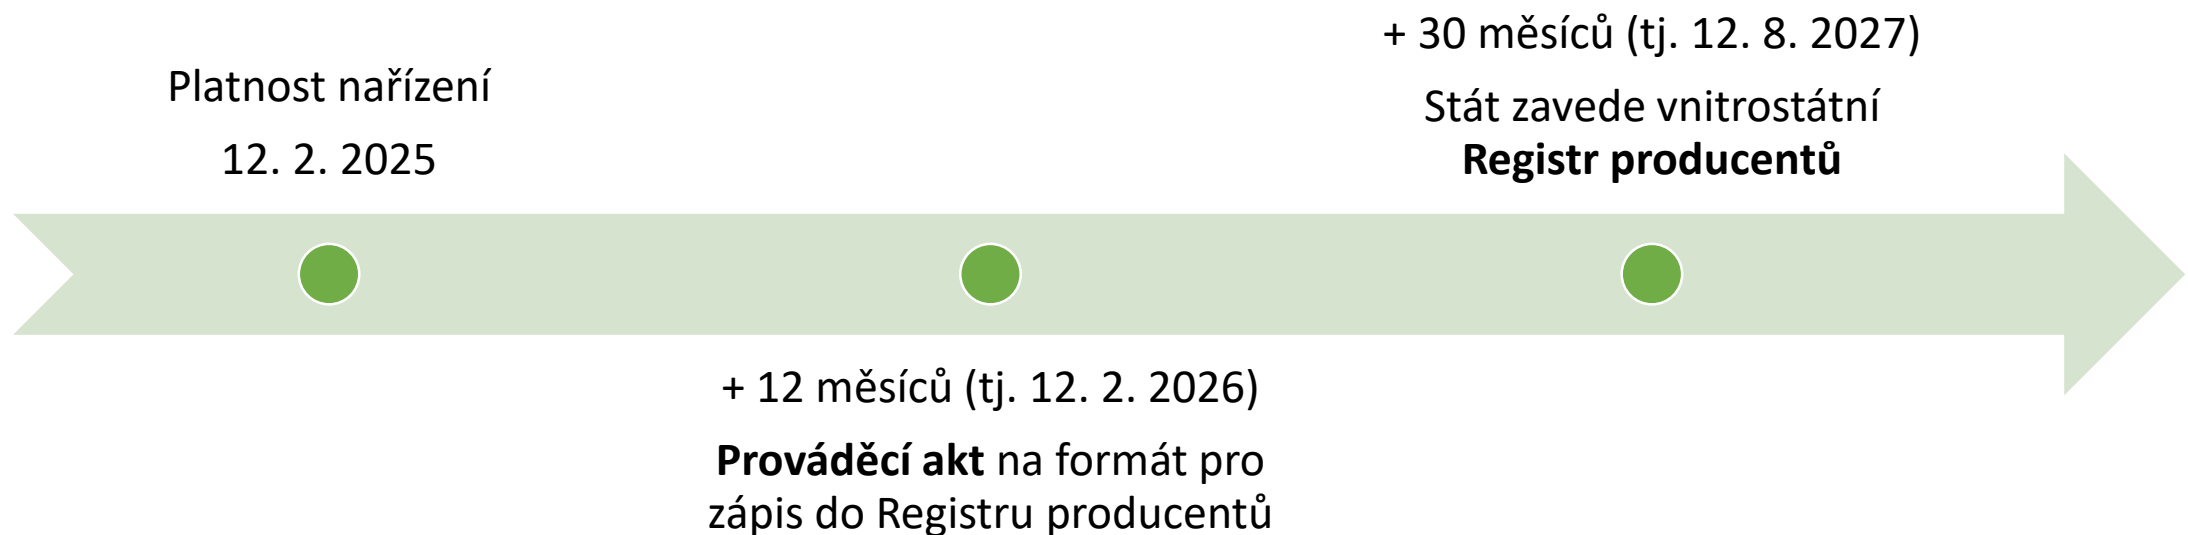 Platnost nařízení
12. 2. 2025
+ 12 měsíců (tj. 12. 2. 2026)
Prováděcí akt na formát pro
zápis do Registru producentů
+ 30 měsíců (tj. 12. 8. 2027)
Stát zavede vnitrostátní
Registr producentů